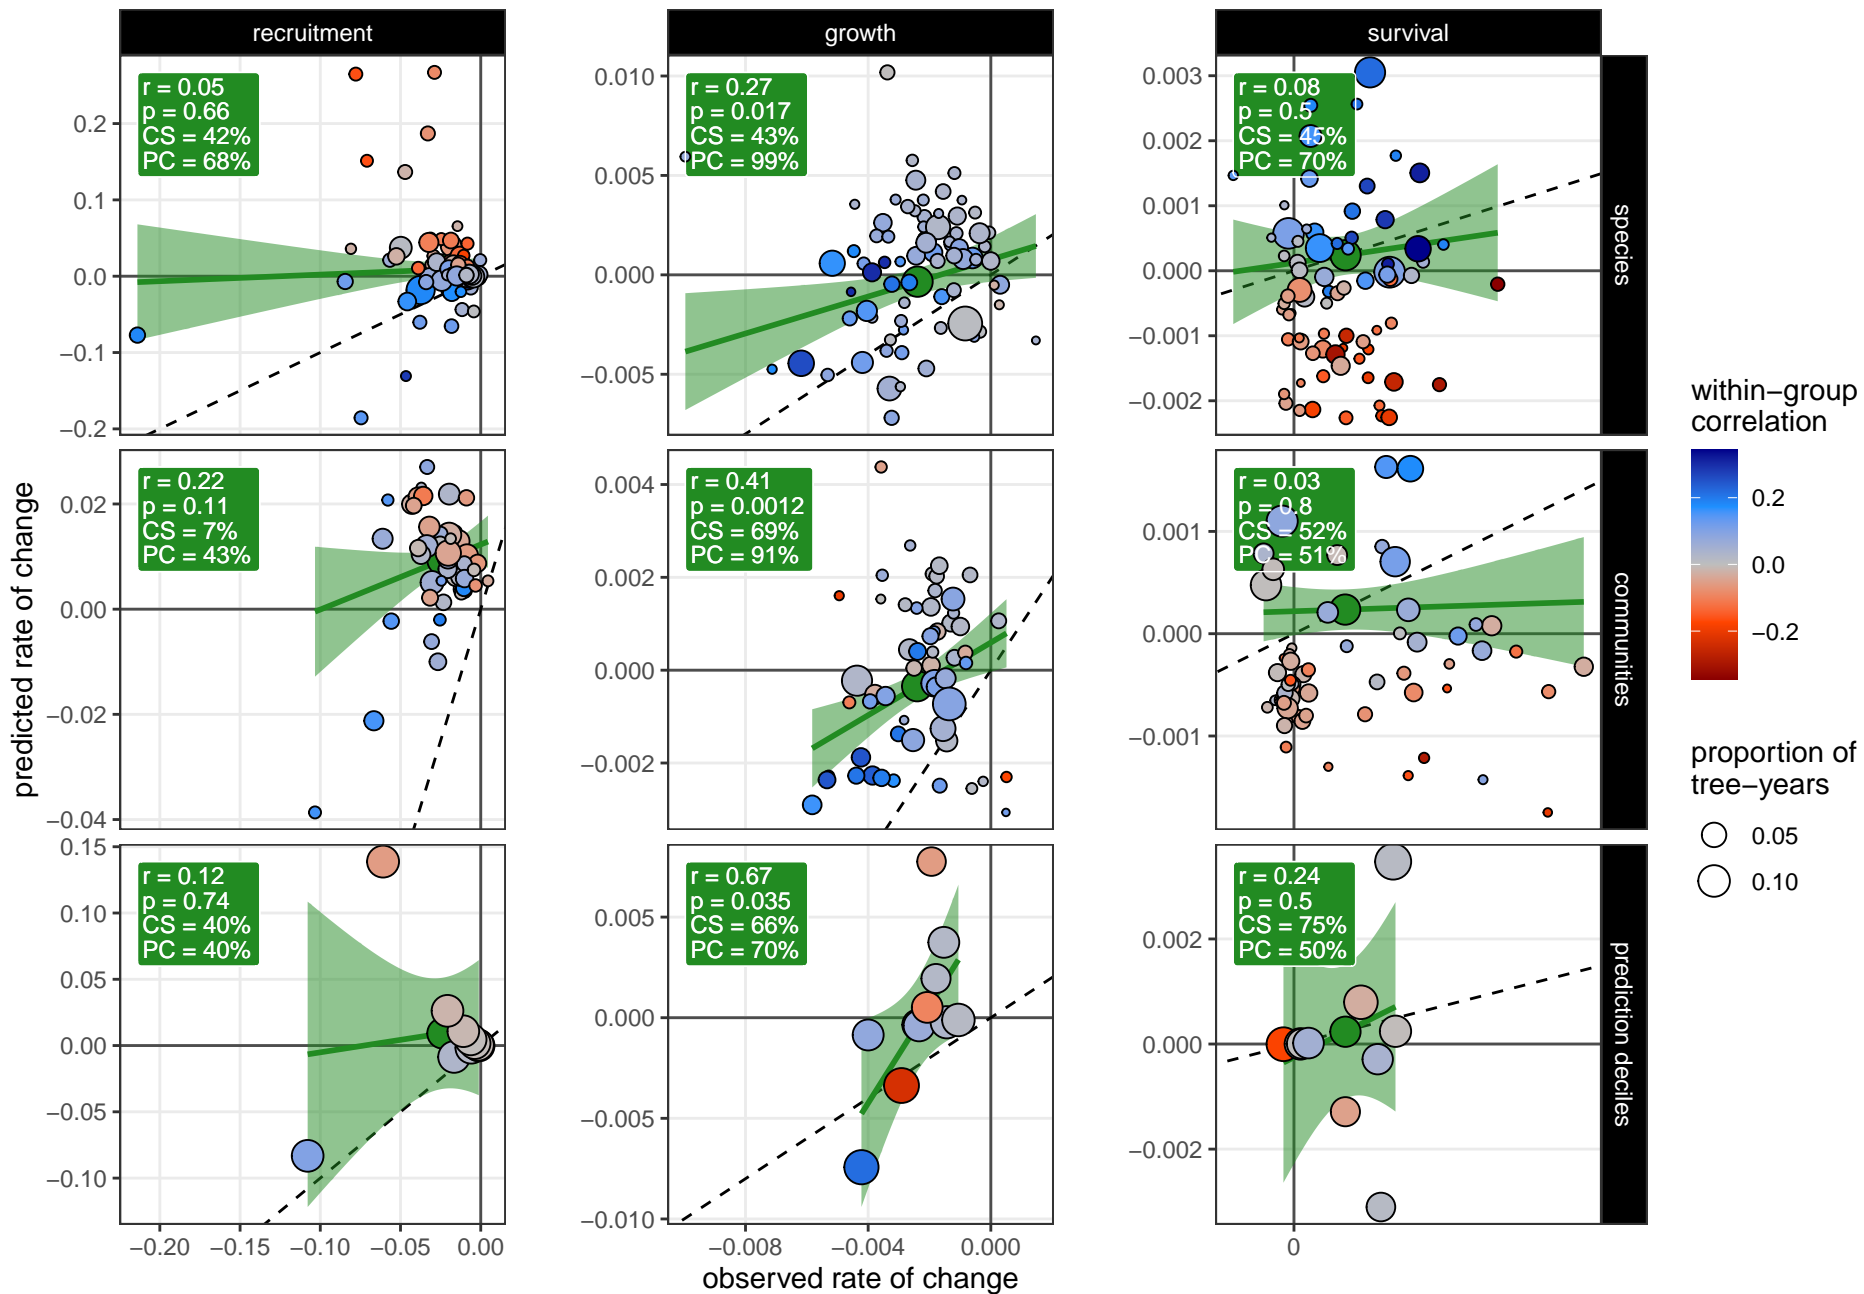 recruitment
growth
survival
r = 0.05
p = 0.66
CS = 42%
PC = 68%
0.2
0.1
0.0
−0.1
−0.2
r = 0.27
p = 0.017
CS = 43%
PC = 99%
0.010
0.005
0.000
−0.005
r = 0.08
p = 0.5
CS = 45%
PC = 70%
0.003
0.002
0.001
0.000
−0.001
−0.002
species
r = 0.22
p = 0.11
CS = 7%
PC = 43%
0.02
0.00
−0.02
−0.04
r = 0.41
p = 0.0012
CS = 69%
PC = 91%
0.004
0.002
0.000
−0.002
r = 0.03
p = 0.8
CS = 52%
PC = 51%
0.001
0.000
−0.001
communities
r = 0.12
p = 0.74
CS = 40%
PC = 40%
0.15
0.10
0.05
0.00
−0.05
−0.10
r = 0.67
p = 0.035
CS = 66%
PC = 70%
0.005
0.000
−0.005
−0.010
r = 0.24
p = 0.5
CS = 75%
PC = 50%
0.002
0.000
−0.002
prediction deciles
−0.20 −0.15 −0.10 −0.05 0.00
−0.008 −0.004 0.000
0
observed rate of change
predicted rate of change
within−group
correlation
0.2
0.0
−0.2
proportion of
tree−years
0.05
0.10